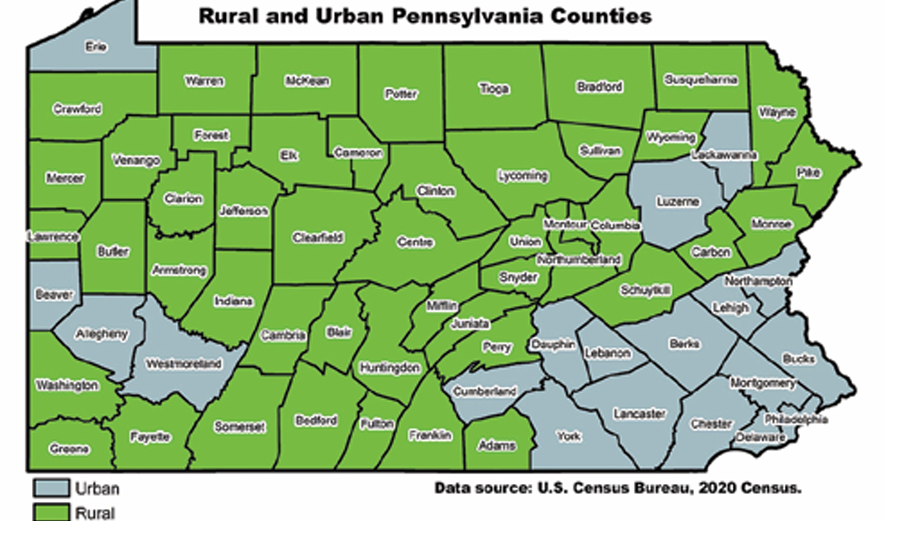 Rural and Urban Pennsylvania Counties
Erie
Warren
McKean
Potter
Tioga
Bradford
Susquehanna
Wayne
Crawford
Forest
Elk
Cameron
Sullivan
Wyoming
Lackawanna
Pike
Mercer
Venango
Clarion
Jefferson
Clinton
Lycoming
Luzerne
Monroe
Lawrence
Butler
Clearfield
Centre
Union
Montour
Columbia
Carbon
Armstrong
Snyder
Northumberland
Northampton
Beaver
Indiana
Mifflin
Schuylkill
Lehigh
Allegheny
Westmoreland
Cambria
Blair
Juniata
Perry
Dauphin
Lebanon
Berks
Bucks
Washington
Huntingdon
Cumberland
Montgomery
Greene
Fayette
Somerset
Bedford
Fulton
Franklin
Adams
York
Lancaster
Chester
Delaware
Philadelphia
Urban
Rural
Data source: U.S. Census Bureau, 2020 Census.